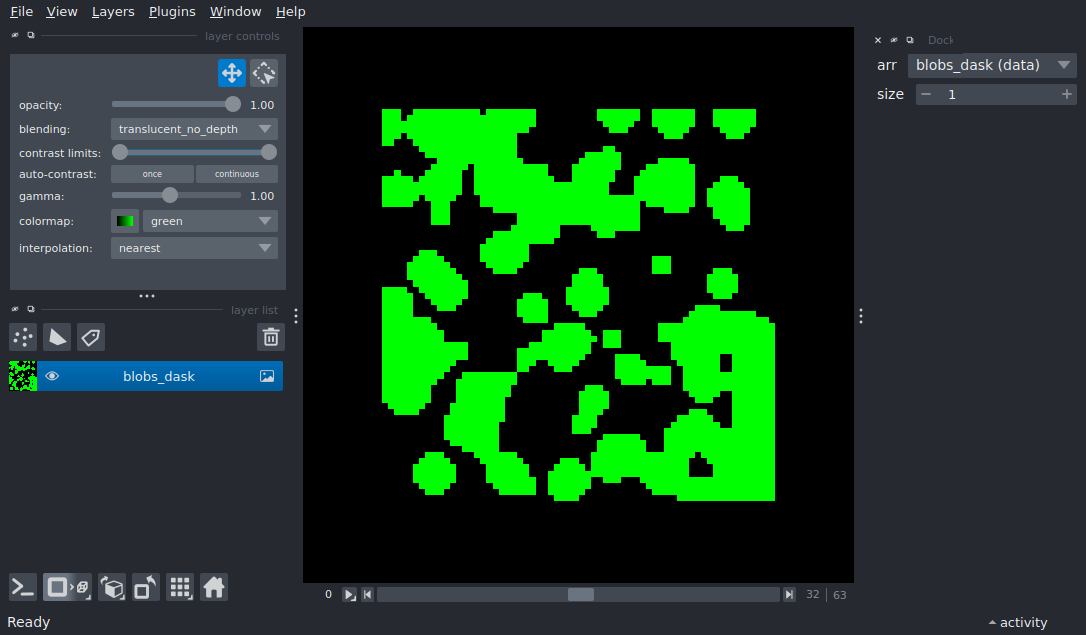 File View Layers Plugins Window Help
layer controls
opacity: 1.00
blending: translucent_no_depth
contrast limits:
auto-contrast: once continuous
gamma: 1.00
colormap: green
interpolation: nearest
layer list
blobs_dask
Dock
arr blobs_dask (data)
size 1
0 32 63
Ready
activity